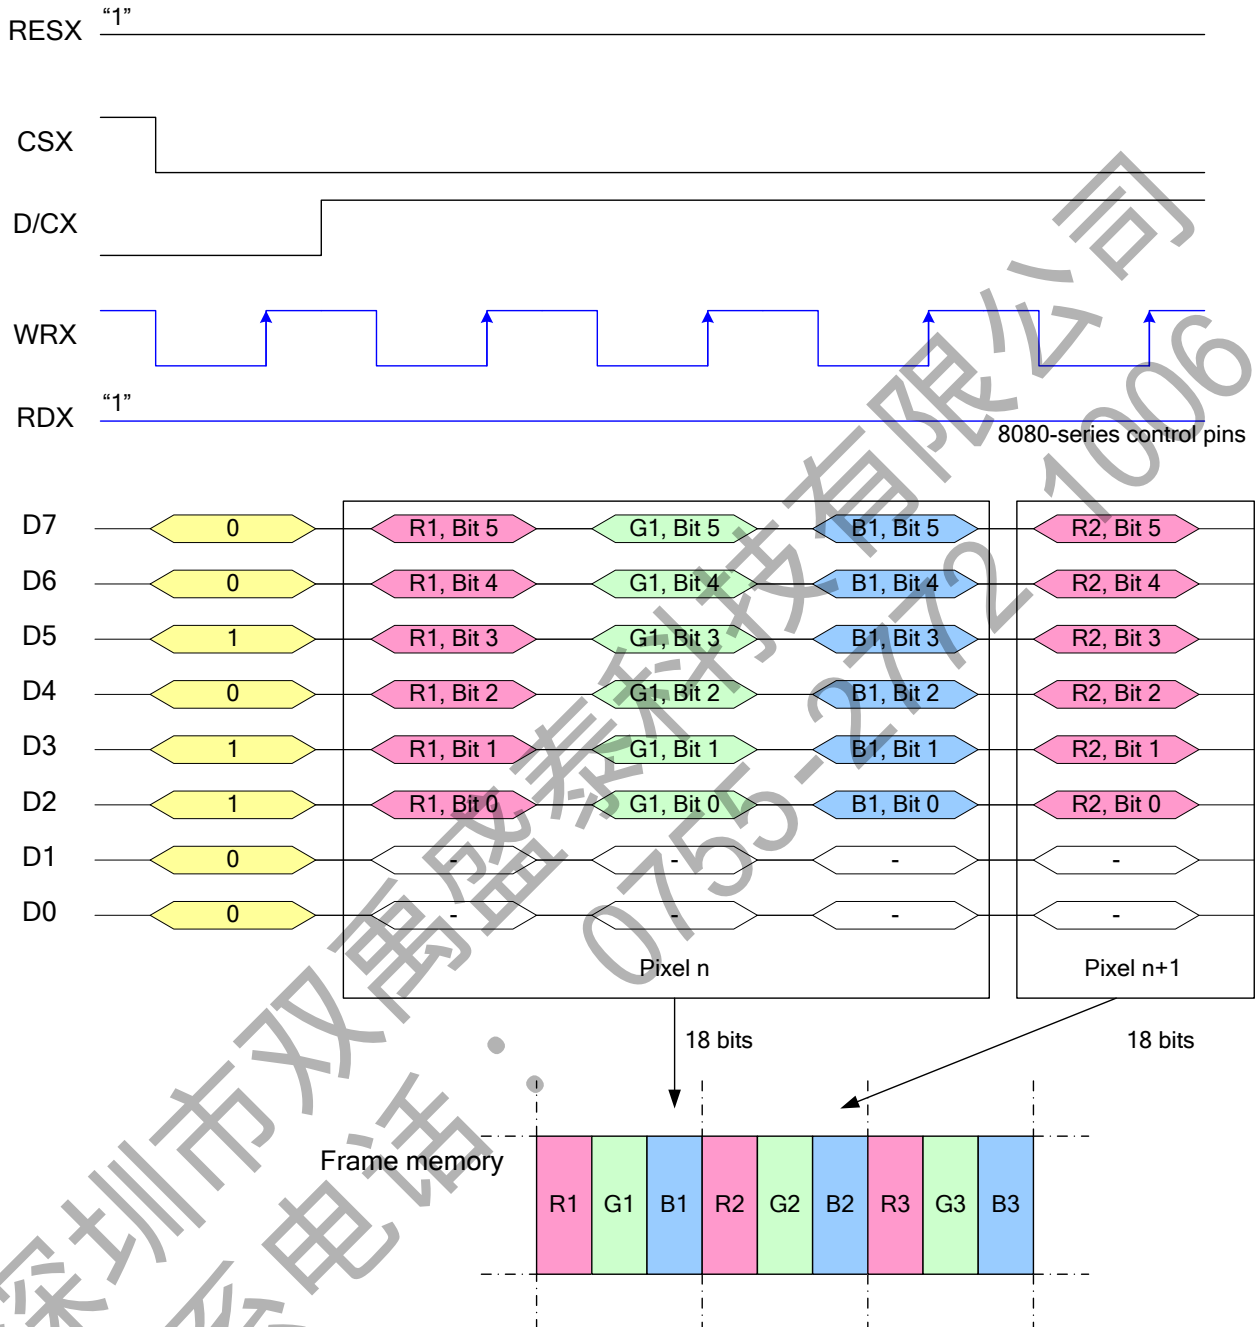 RESX "1"
CSX
D/CX
WRX
RDX "1"
8080-series control pins
D7 0 R1, Bit 5 G1, Bit 5 B1, Bit 5 R2, Bit 5
D6 0 R1, Bit 4 G1, Bit 4 B1, Bit 4 R2, Bit 4
D5 1 R1, Bit 3 G1, Bit 3 B1, Bit 3 R2, Bit 3
D4 0 R1, Bit 2 G1, Bit 2 B1, Bit 2 R2, Bit 2
D3 1 R1, Bit 1 G1, Bit 1 B1, Bit 1 R2, Bit 1
D2 1 R1, Bit 0 G1, Bit 0 B1, Bit 0 R2, Bit 0
D1 0 - - - -
D0 0 - - - -
Pixel n Pixel n+1
18 bits 18 bits
Frame memory
R1 G1 B1 R2 G2 B2 R3 G3 B3
深圳市双禹盛泰科技有限公司
系电话：0755-2772 1006